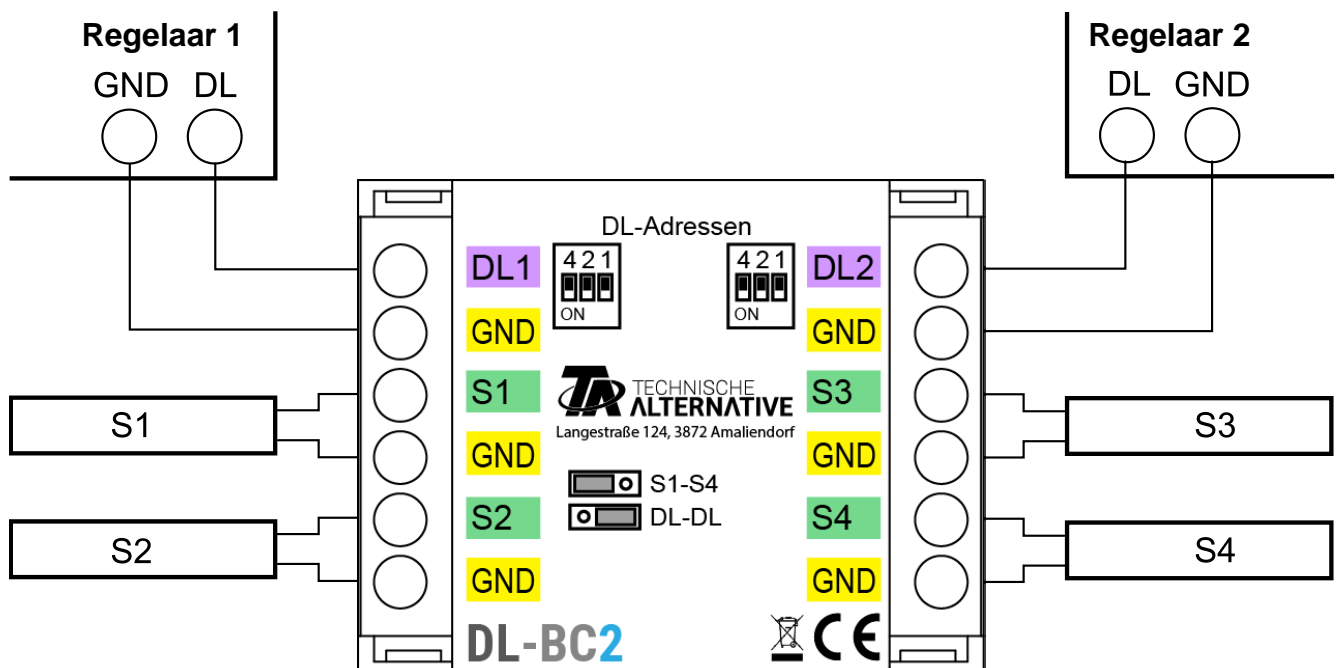 Regelaar 1
GND DL
Regelaar 2
DL GND
DL-Adressen
DL1
4 2 1
ON
4 2 1
ON
DL2
GND
GND
S1
TA TECHNISCHE
ALTERNATIVE
Langestraße 124, 3872 Amaliendorf
S3
S1
GND
GND
S3
S1-S4
DL-DL
S2
S4
S2
GND
GND
S4
DL-BC2
CE